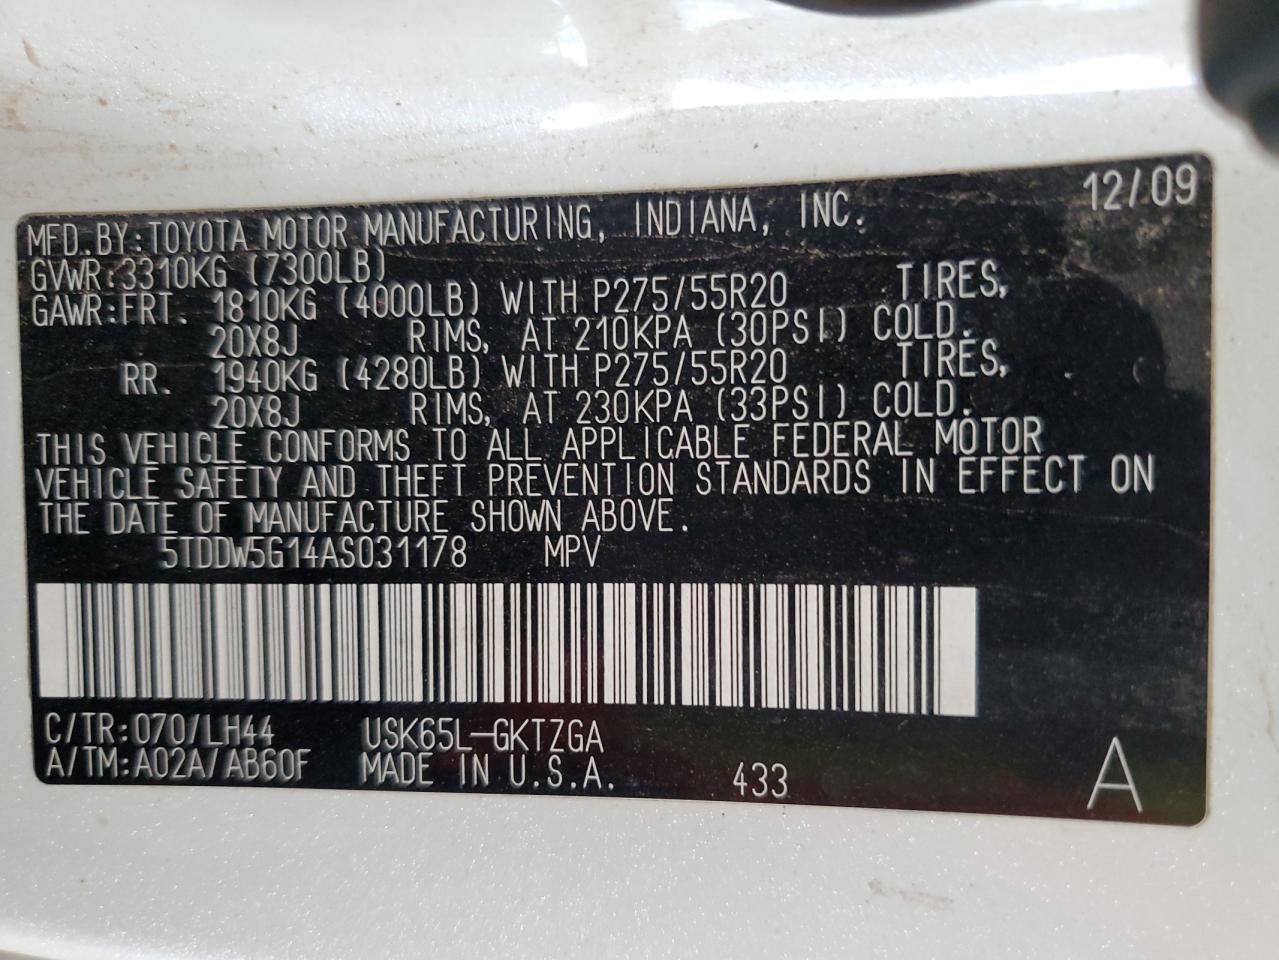 12/09
MFD. BY: TOYOTA MOTOR MANUFACTURING, INDIANA, INC.
GVWR: 3310KG (7300LB)
GAWR: FRT. 1810KG (4000LB) WITH P275/55R20 TIRES,
20X8J RIMS, AT 210KPA (30PSI) COLD.
RR. 1940KG (4280LB) WITH P275/55R20 TIRES,
20X8J RIMS, AT 230KPA (33PSI) COLD.
THIS VEHICLE CONFORMS TO ALL APPLICABLE FEDERAL MOTOR
VEHICLE SAFETY AND THEFT PREVENTION STANDARDS IN EFFECT ON
THE DATE OF MANUFACTURE SHOWN ABOVE.
5TDDW5G14AS031178 MPV
C/TR: 070/LH44 USK65L-GKTZGA
A/TM: A02A/AB60F MADE IN U.S.A. 433 A